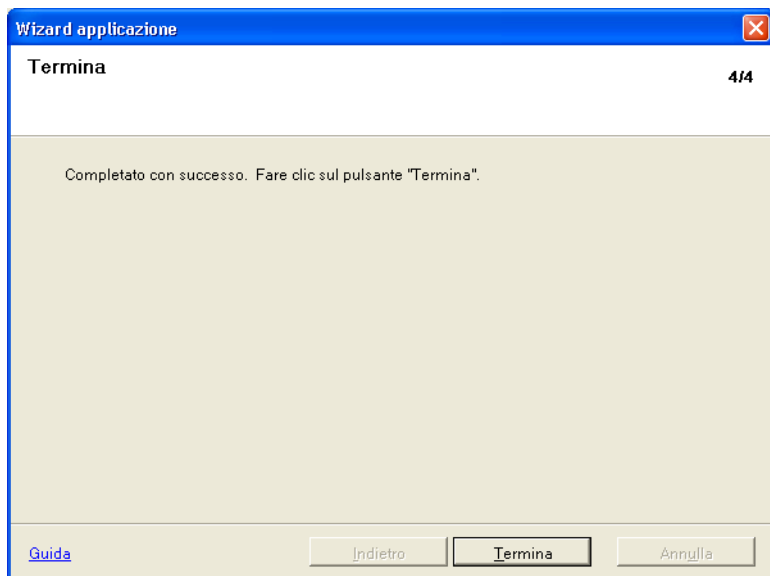 Wizard applicazione
Termina
4/4
Completato con successo. Fare clic sul pulsante "Termina".
Guida
Indietro
Termina
Annulla